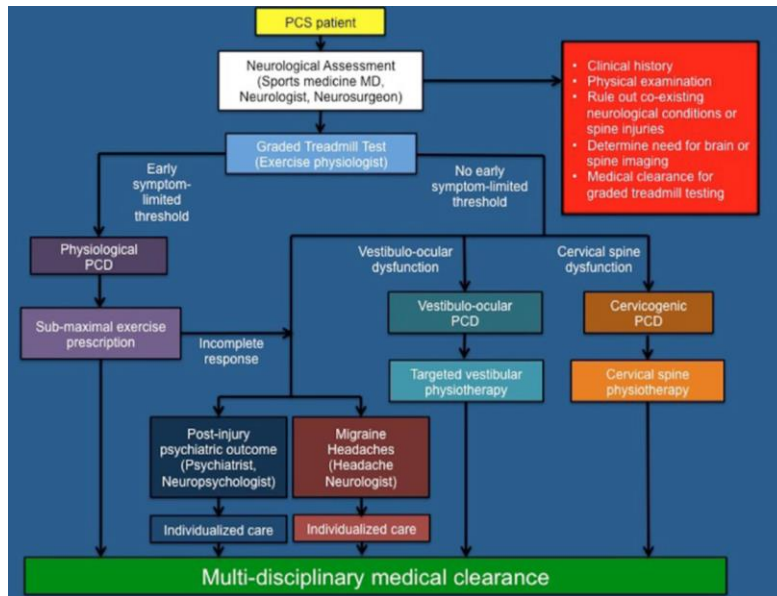 PCS patient
Neurological Assessment
(Sports medicine MD,
Neurologist, Neurosurgeon)
• Clinical history
• Physical examination
• Rule out co-existing
neurological conditions or
spine injuries
• Determine need for brain or
spine imaging
• Medical clearance for
graded treadmill testing
Graded Treadmill Test
(Exercise physiologist)
Early
symptom-
limited
threshold
No early
symptom-limited
threshold
Physiological
PCD
Vestibulo-ocular
dysfunction
Cervical spine
dysfunction
Vestibulo-ocular
PCD
Cervicogenic
PCD
Sub-maximal exercise
prescription
Incomplete
response
Targeted vestibular
physiotherapy
Cervical spine
physiotherapy
Post-injury
psychiatric outcome
(Psychiatrist,
Neuropsychologist)
Migraine
Headaches
(Headache
Neurologist)
Individualized care
Individualized care
Multi-disciplinary medical clearance